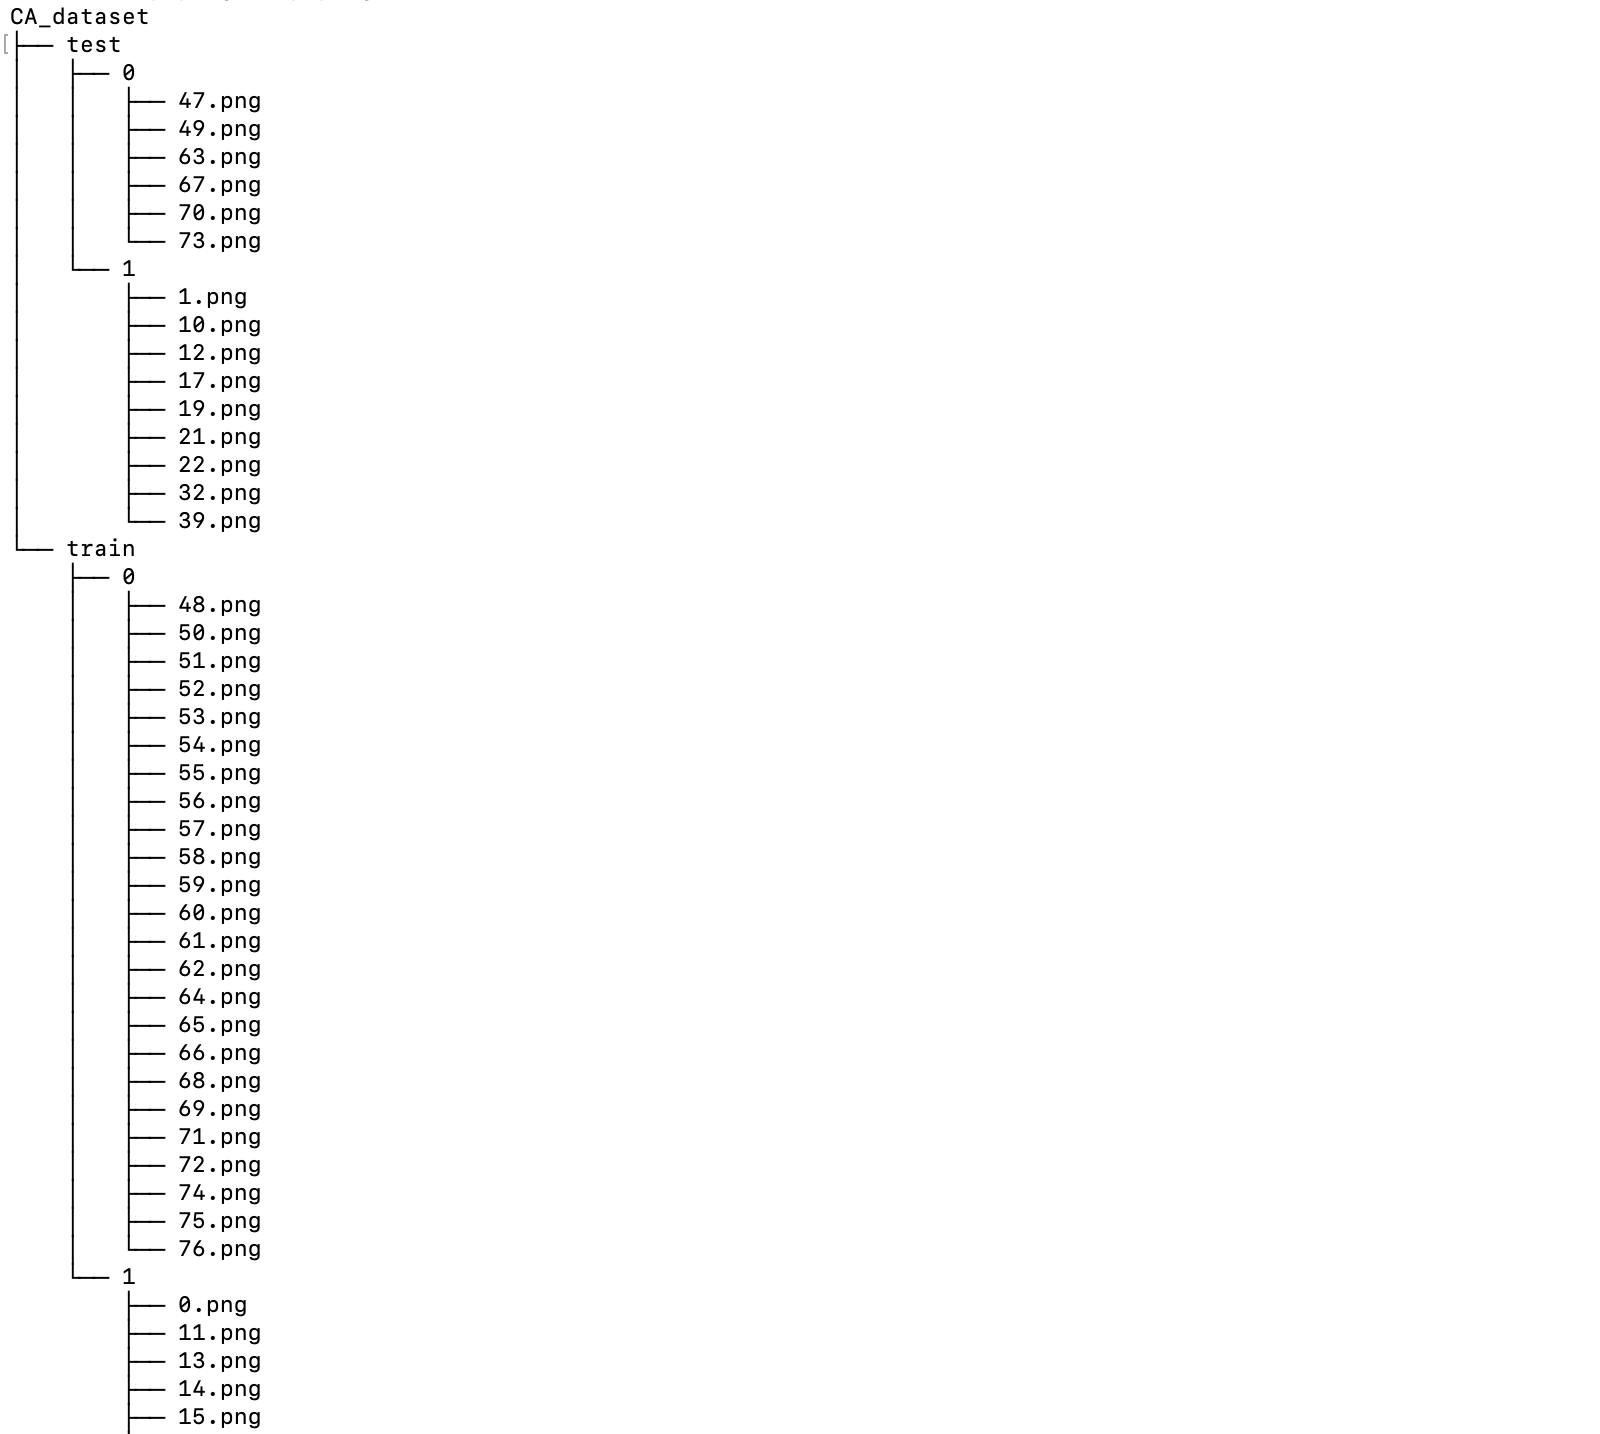 CA_dataset
├── test
│   ├── 0
│   │   ├── 47.png
│   │   ├── 49.png
│   │   ├── 63.png
│   │   ├── 67.png
│   │   ├── 70.png
│   │   └── 73.png
│   └── 1
│       ├── 1.png
│       ├── 10.png
│       ├── 12.png
│       ├── 17.png
│       ├── 19.png
│       ├── 21.png
│       ├── 22.png
│       ├── 32.png
│       └── 39.png
└── train
    ├── 0
    │   ├── 48.png
    │   ├── 50.png
    │   ├── 51.png
    │   ├── 52.png
    │   ├── 53.png
    │   ├── 54.png
    │   ├── 55.png
    │   ├── 56.png
    │   ├── 57.png
    │   ├── 58.png
    │   ├── 59.png
    │   ├── 60.png
    │   ├── 61.png
    │   ├── 62.png
    │   ├── 64.png
    │   ├── 65.png
    │   ├── 66.png
    │   ├── 68.png
    │   ├── 69.png
    │   ├── 71.png
    │   ├── 72.png
    │   ├── 74.png
    │   ├── 75.png
    │   └── 76.png
    └── 1
        ├── 0.png
        ├── 11.png
        ├── 13.png
        ├── 14.png
        ├── 15.png